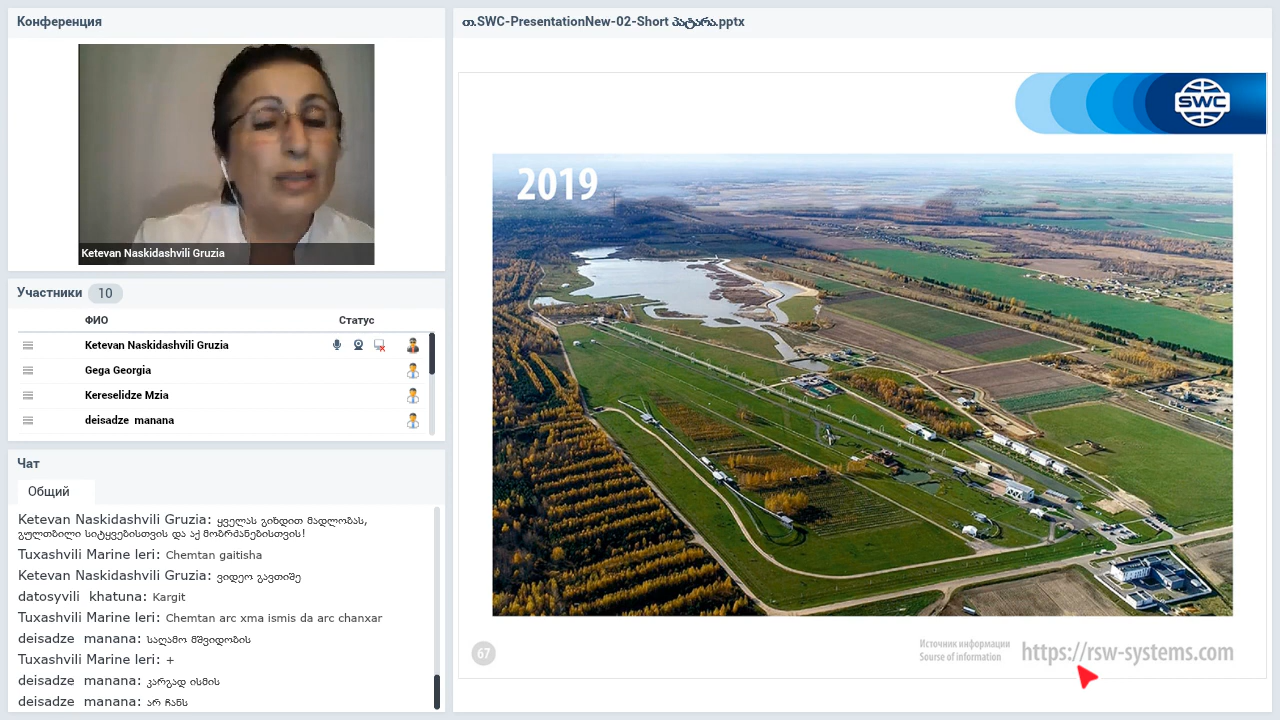 Конференция
Ketevan Naskidashvili Gruzia
Участники 10
ФИО Статус
Ketevan Naskidashvili Gruzia
Gega Georgia
Kereselidze Mzia
deisadze manana
Чат
Общий
Ketevan Naskidashvili Gruzia: ყველას გინდით მადლობას,
გულთბილი სიტყვებისთვის და აქ მობრძანებისთვის!
Tuxashvili Marine leri: Chemtan gaitisha
Ketevan Naskidashvili Gruzia: ვიდეო გავთიშე
datosyvili khatuna: Kargit
Tuxashvili Marine leri: Chemtan arc xma ismis da arc chanxar
deisadze manana: საღამო მშვიდობის
Tuxashvili Marine leri: +
deisadze manana: კარგად ისმის
deisadze manana: არ ჩანს
თ.SWC-PresentationNew-02-Short პატარა.pptx
SWC
2019
67
Источник информации
Sourse of information
https://rsw-systems.com